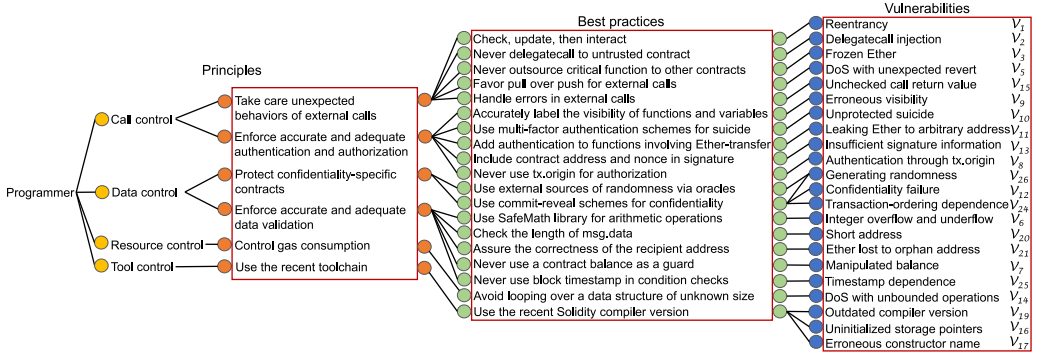 Principles
Best practices
Vulnerabilities
Programmer
Call control
Data control
Resource control
Tool control
Take care unexpected
behaviors of external calls
Enforce accurate and adequate
authentication and authorization
Protect confidentiality-specific
contracts
Enforce accurate and adequate
data validation
Control gas consumption
Use the recent toolchain
Check, update, then interact
Never delegatecall to untrusted contract
Never outsource critical function to other contracts
Favor pull over push for external calls
Handle errors in external calls
Accurately label the visibility of functions and variables
Use multi-factor authentication schemes for suicide
Add authentication to functions involving Ether-transfer
Include contract address and nonce in signature
Never use tx.origin for authorization
Use external sources of randomness via oracles
Use commit-reveal schemes for confidentiality
Use SafeMath library for arithmetic operations
Check the length of msg.data
Assure the correctness of the recipient address
Never use a contract balance as a guard
Never use block timestamp in condition checks
Avoid looping over a data structure of unknown size
Use the recent Solidity compiler version
Reentrancy V1
Delegatecall injection V2
Frozen Ether V3
DoS with unexpected revert V5
Unchecked call return value V15
Erroneous visibility V9
Unprotected suicide V10
Leaking Ether to arbitrary address V11
Insufficient signature information V13
Authentication through tx.origin V8
Generating randomness V26
Confidentiality failure V12
Transaction-ordering dependence V24
Integer overflow and underflow V6
Short address V20
Ether lost to orphan address V21
Manipulated balance V7
Timestamp dependence V25
DoS with unbounded operations V14
Outdated compiler version V19
Uninitialized storage pointers V16
Erroneous constructor name V17